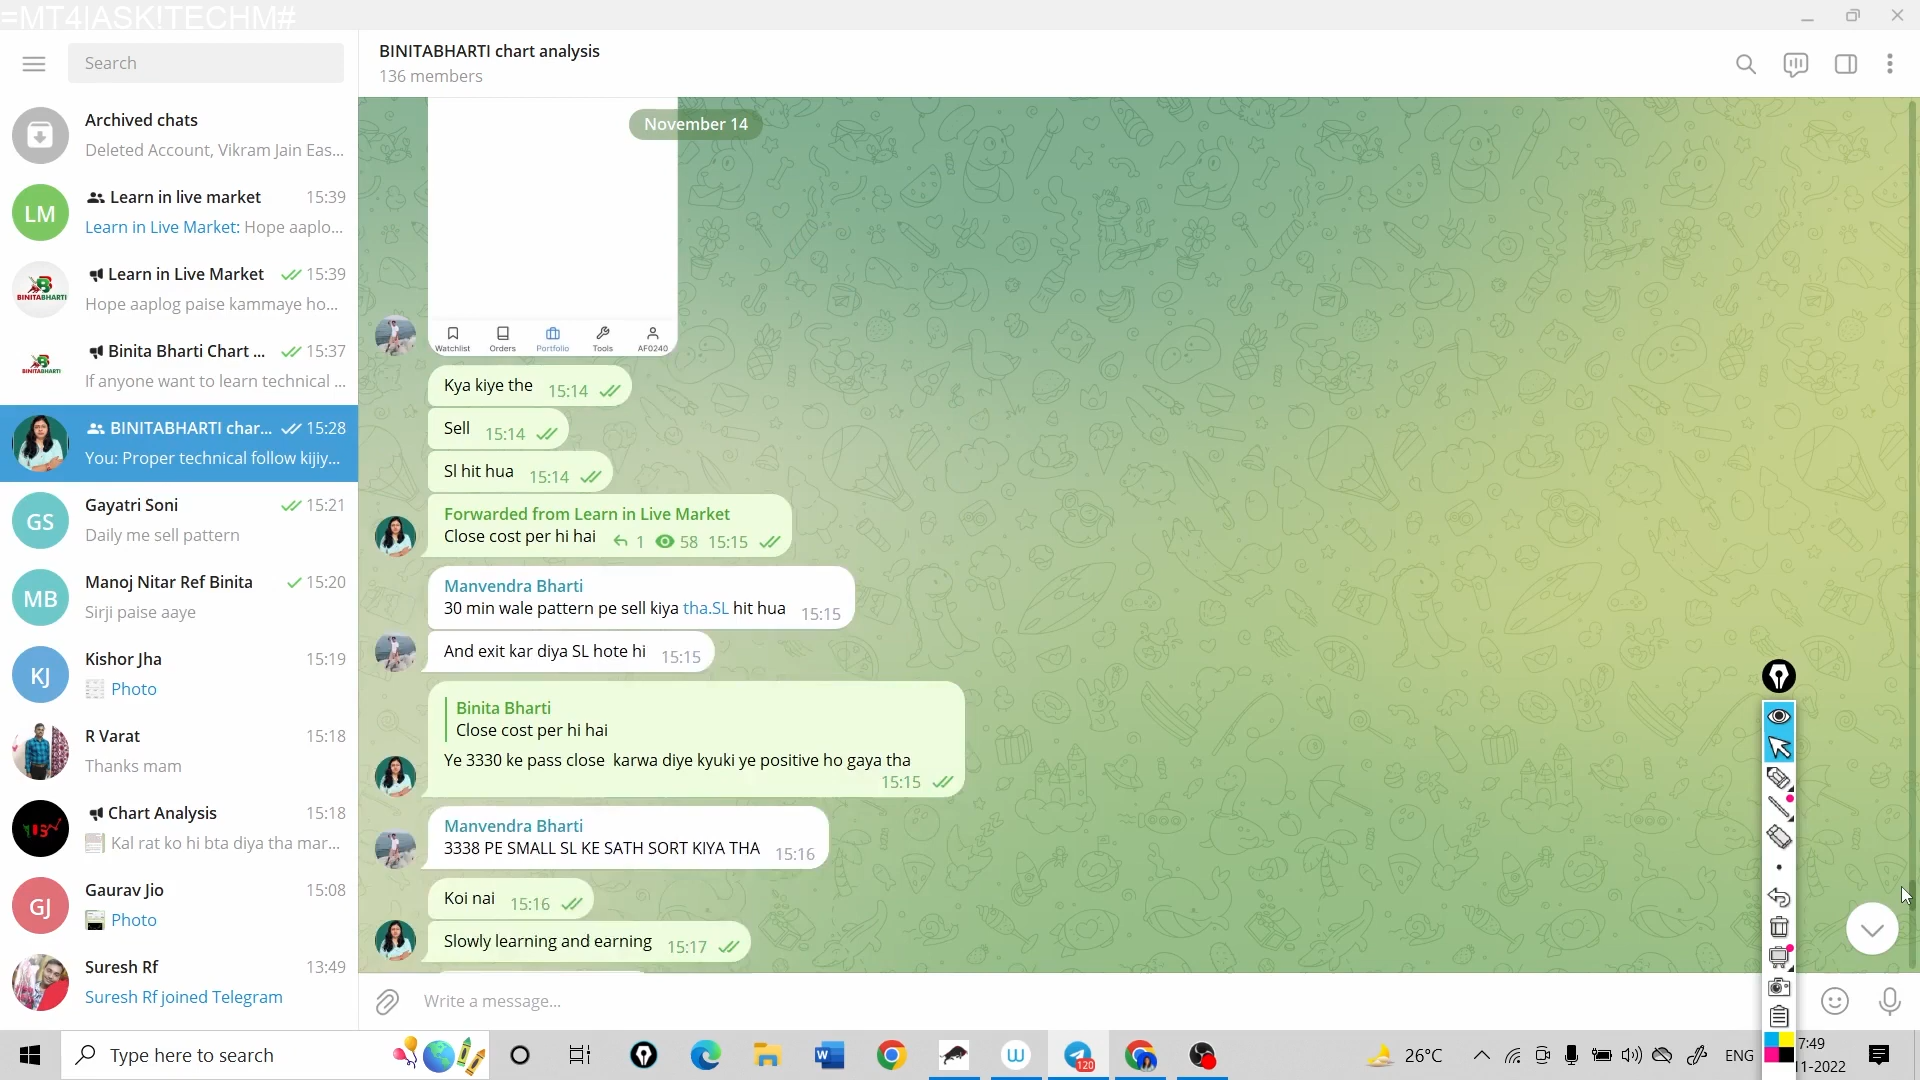 =MT4|ASK!TECHM#
Search
BINITABHARTI chart analysis
136 members
Archived chats
Deleted Account, Vikram Jain Eas...
LM
Learn in live market 15:39
Learn in Live Market: Hope aaplo...
BINITABHARTI
Learn in Live Market 15:39
Hope aaplog paise kammaye ho...
BINITABHARTI
Binita Bharti Chart ... 15:37
If anyone want to learn technical ...
BINITABHARTI char... 15:28
You: Proper technical follow kijiy...
GS
Gayatri Soni 15:21
Daily me sell pattern
MB
Manoj Nitar Ref Binita 15:20
Sirji paise aaye
KJ
Kishor Jha 15:19
Photo
R Varat 15:18
Thanks mam
Chart Analysis 15:18
Kal rat ko hi bta diya tha mar...
GJ
Gaurav Jio 15:08
Photo
Suresh Rf 13:49
Suresh Rf joined Telegram
November 14
Watchlist Orders Portfolio Tools AF0240
Kya kiye the 15:14
Sell 15:14
Sl hit hua 15:14
Forwarded from Learn in Live Market
Close cost per hi hai 1 58 15:15
Manvendra Bharti
30 min wale pattern pe sell kiya tha.SL hit hua 15:15
And exit kar diya SL hote hi 15:15
Binita Bharti
Close cost per hi hai
Ye 3330 ke pass close karwa diye kyuki ye positive ho gaya tha
15:15
Manvendra Bharti
3338 PE SMALL SL KE SATH SORT KIYA THA 15:16
Koi nai 15:16
Slowly learning and earning 15:17
Write a message...
Type here to search
W
120
26°C
ENG
7:49
11-2022